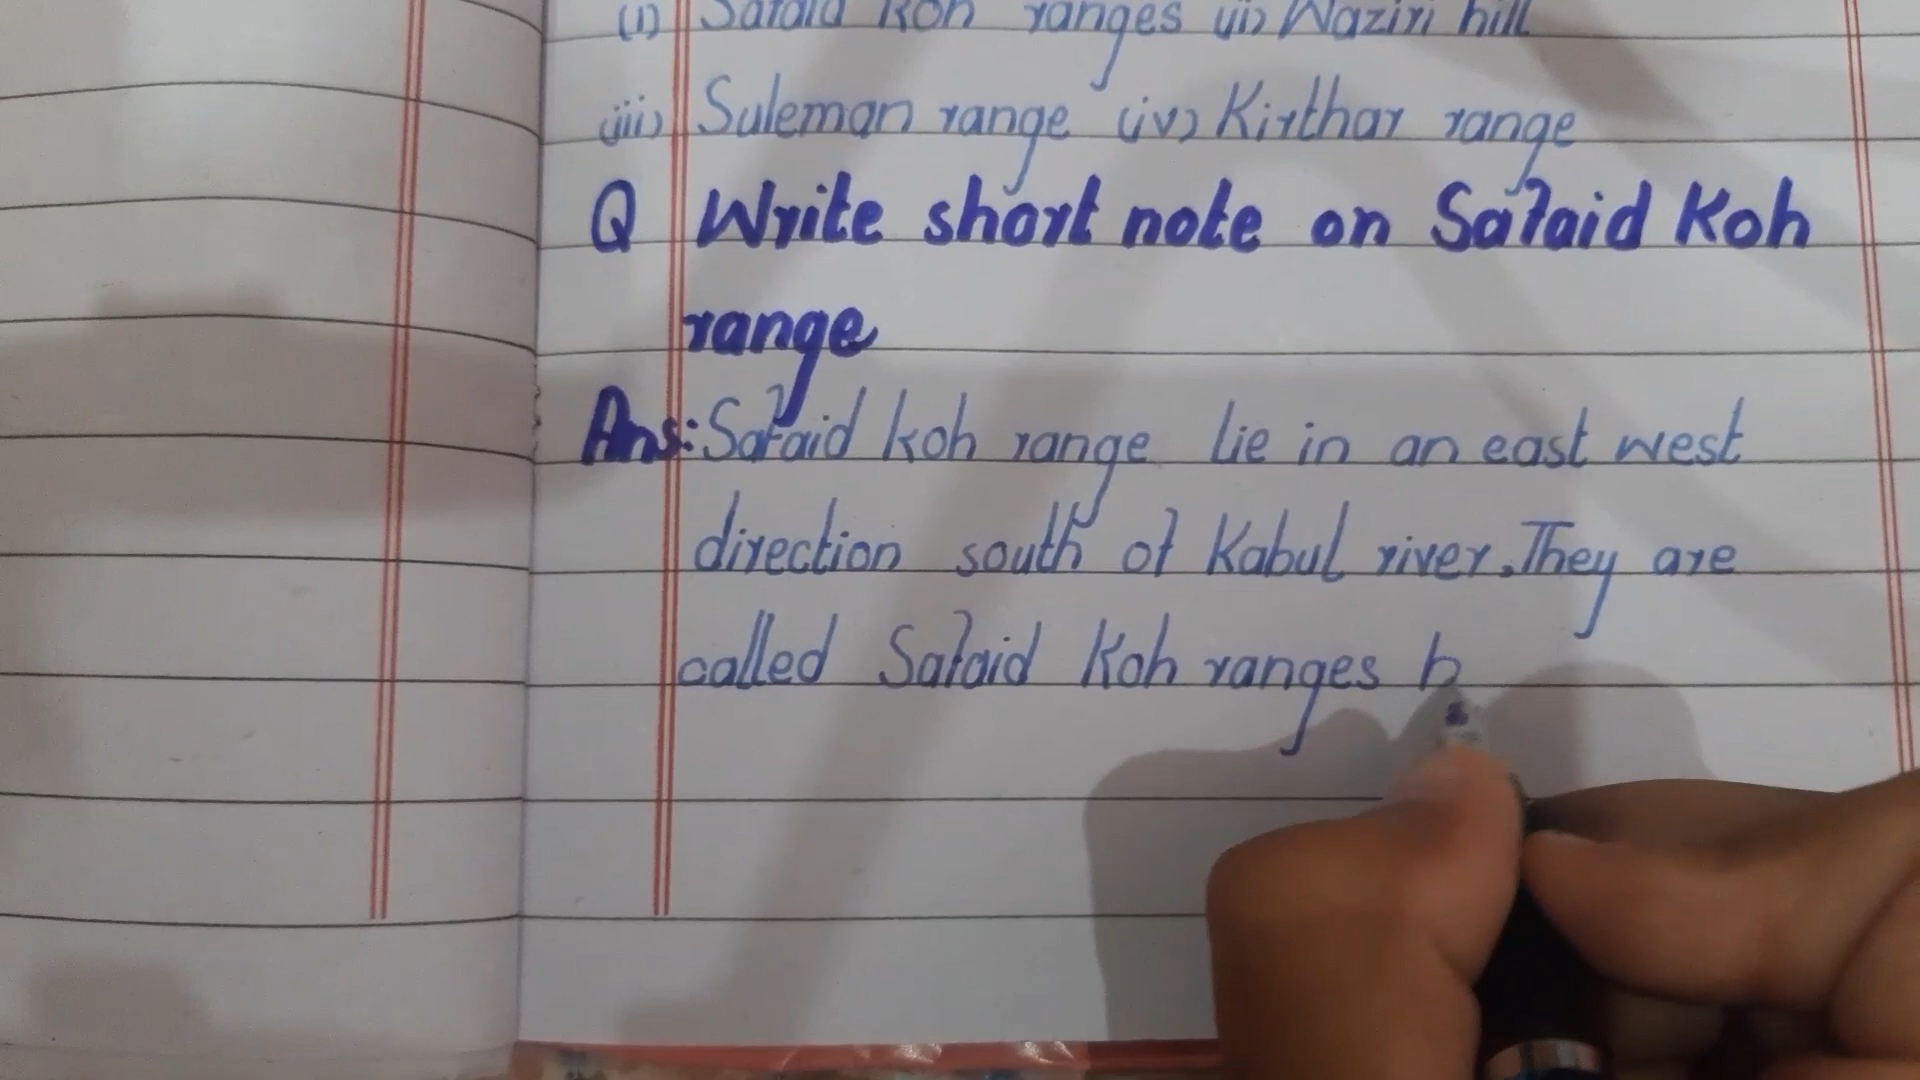 (i) Safaid Koh ranges (ii) Waziri hill
(iii) Suleman range (iv) Kirthar range
Q Write short note on Safaid Koh
range
Ans: Safaid koh range lie in an east west
direction south of Kabul river. They are
called Safaid Koh ranges b